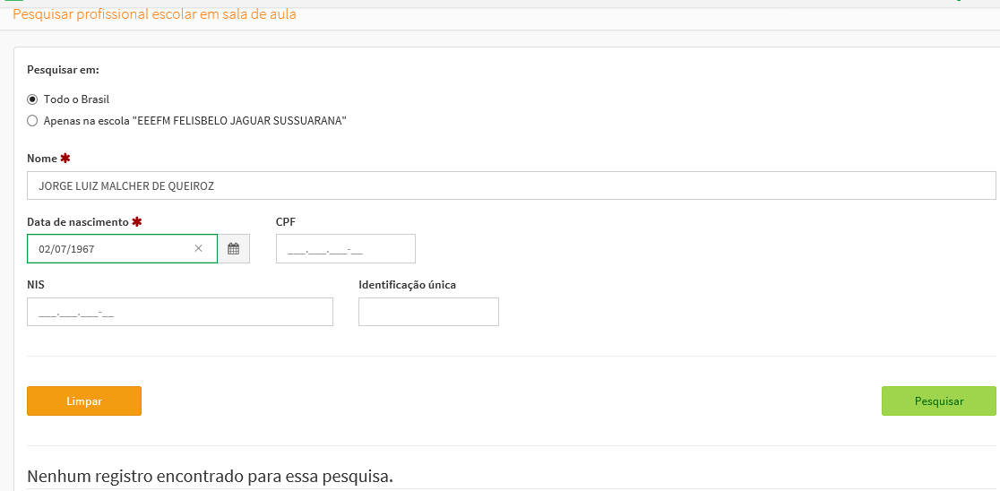 Pesquisar profissional escolar em sala de aula
Pesquisar em:
Todo o Brasil
Apenas na escola "EEEFM FELISBELO JAGUAR SUSSUARANA"
Nome ✱
JORGE LUIZ MALCHER DE QUEIROZ
Data de nascimento ✱ CPF
02/07/1967 × ___.___.___-__
NIS Identificação única
___.___.___-__
Limpar Pesquisar
Nenhum registro encontrado para essa pesquisa.